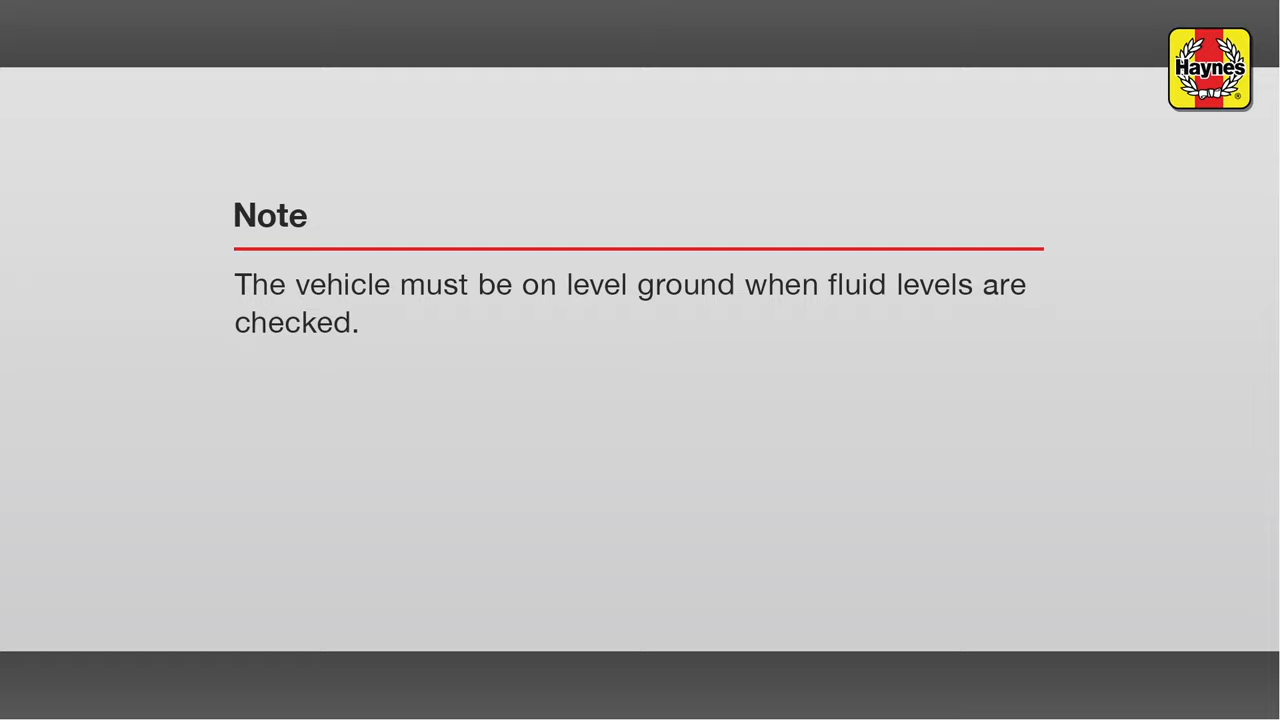 Haynes
Note
The vehicle must be on level ground when fluid levels are
checked.